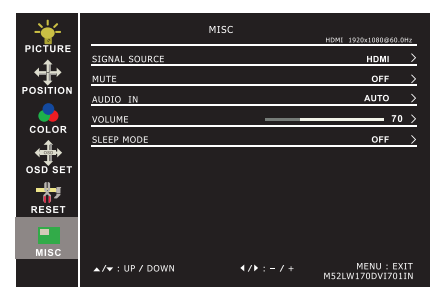 MISC
HDMI 1920x1080@60.0Hz
PICTURE
POSITION
COLOR
OSD
OSD SET
RESET
MISC
SIGNAL SOURCE HDMI >
MUTE OFF >
AUDIO IN AUTO >
VOLUME 70 >
SLEEP MODE OFF >
▲/▼ : UP / DOWN ◀/▶ : – / + MENU : EXIT
M52LW170DVI701IN